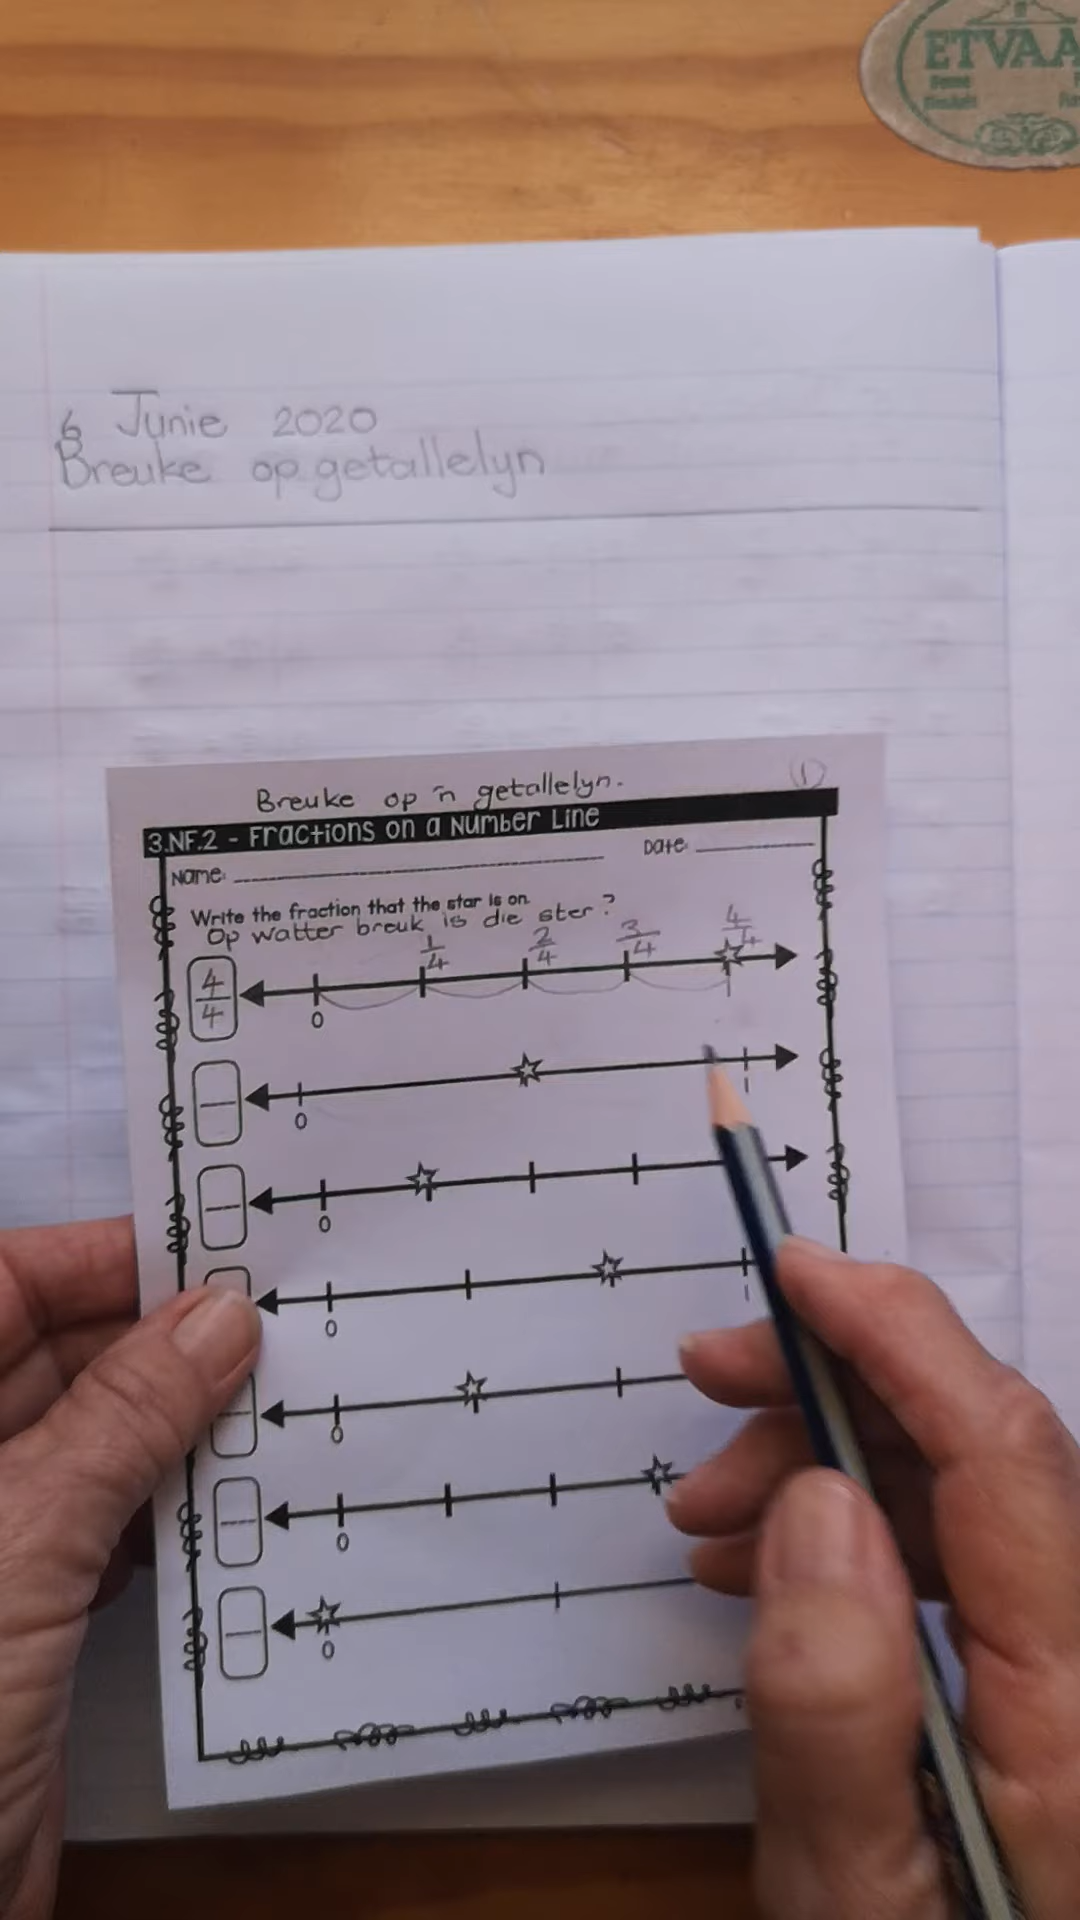 ETVAA
6 Junie 2020
Breuke op getallelyn
Breuke op 'n getallelyn.
(1)
3.NF.2 - Fractions on a Number Line
Name:
Date:
Write the fraction that the star is on.
Op watter breuk is die ster?
1/4 2/4 3/4 4/4
4/4
0
1
0
0
1
0
0
0
0